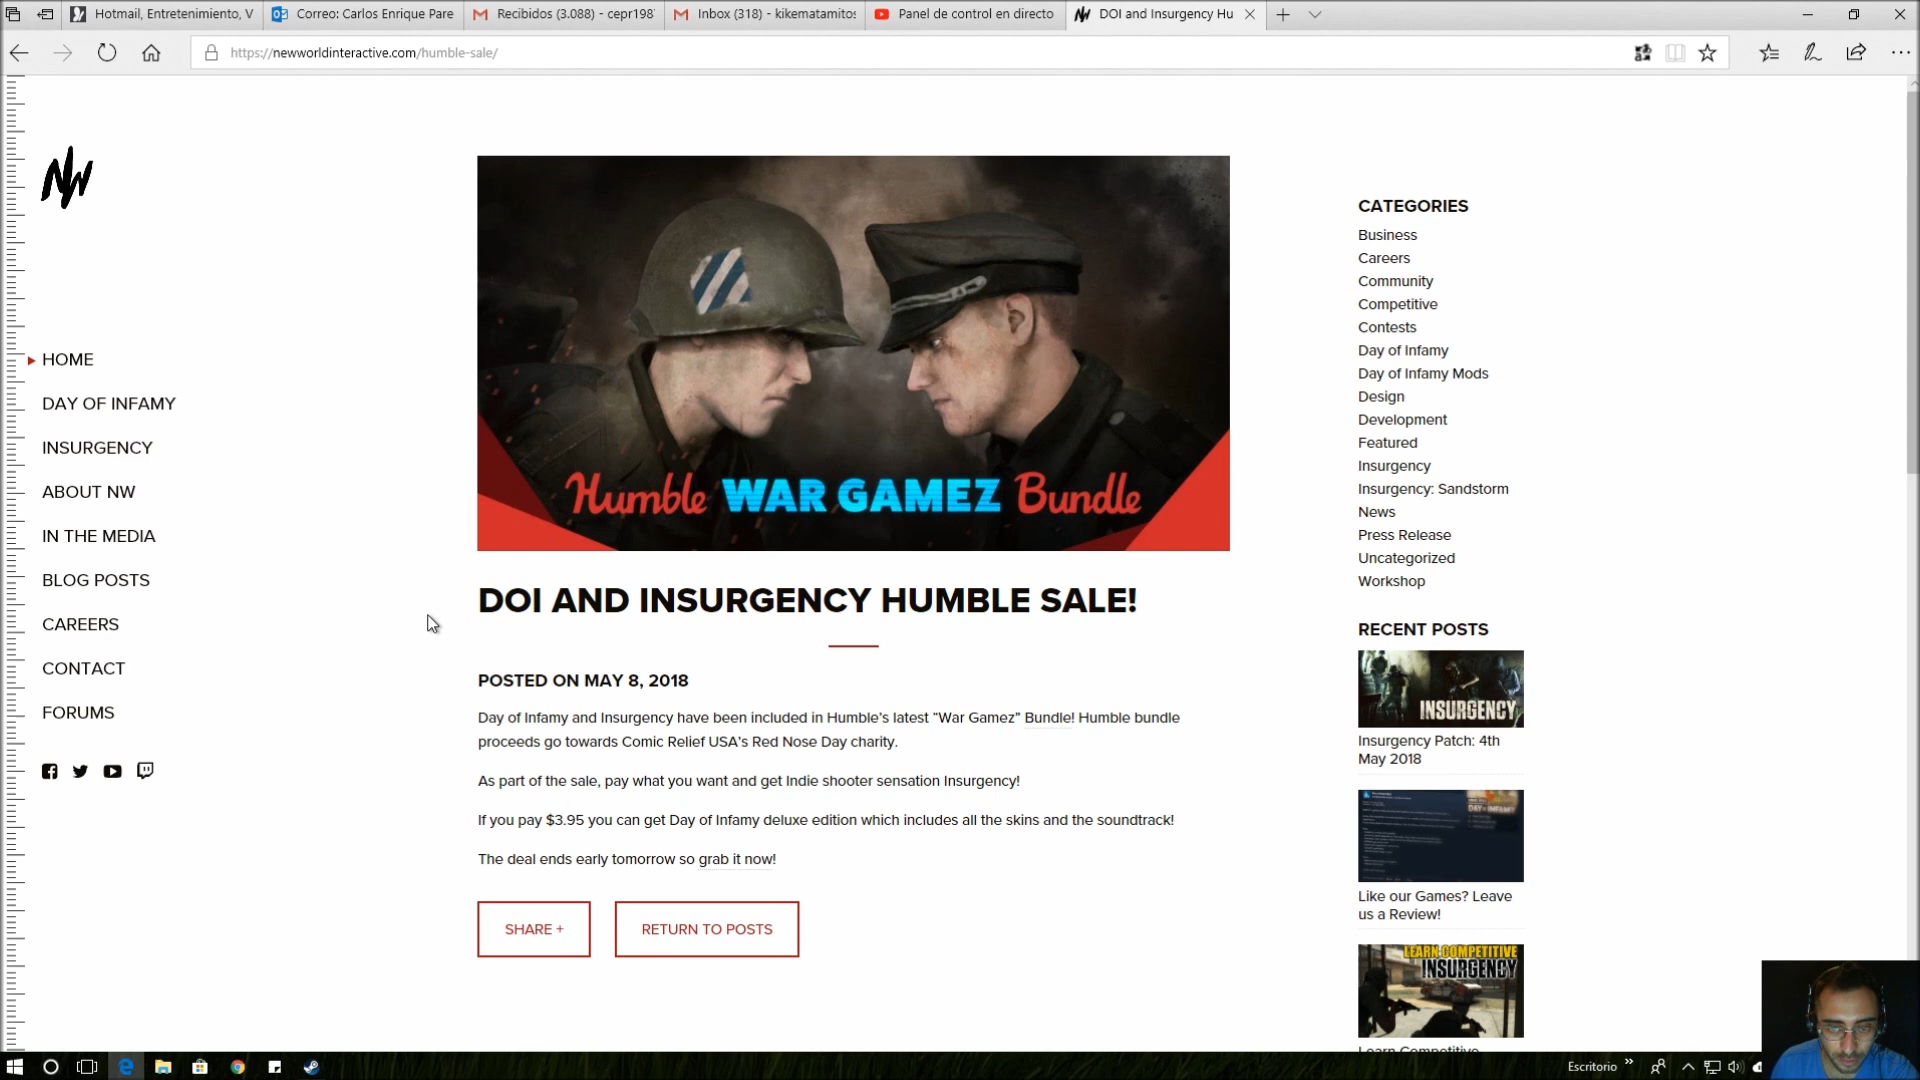 Hotmail, Entretenimiento, V
Correo: Carlos Enrique Pare
Recibidos (3.088) - cepr198
Inbox (318) - kikematamitos
Panel de control en directo
DOI and Insurgency Hu
https://newworldinteractive.com/humble-sale/
NW
HOME
DAY OF INFAMY
INSURGENCY
ABOUT NW
IN THE MEDIA
BLOG POSTS
CAREERS
CONTACT
FORUMS
Humble WAR GAMEZ Bundle
DOI AND INSURGENCY HUMBLE SALE!
POSTED ON MAY 8, 2018
Day of Infamy and Insurgency have been included in Humble's latest “War Gamez” Bundle! Humble bundle
proceeds go towards Comic Relief USA's Red Nose Day charity.
As part of the sale, pay what you want and get Indie shooter sensation Insurgency!
If you pay $3.95 you can get Day of Infamy deluxe edition which includes all the skins and the soundtrack!
The deal ends early tomorrow so grab it now!
SHARE +
RETURN TO POSTS
CATEGORIES
Business
Careers
Community
Competitive
Contests
Day of Infamy
Day of Infamy Mods
Design
Development
Featured
Insurgency
Insurgency: Sandstorm
News
Press Release
Uncategorized
Workshop
RECENT POSTS
INSURGENCY
Insurgency Patch: 4th
May 2018
Like our Games? Leave
us a Review!
LEARN COMPETITIVE
INSURGENCY
Learn Competitive
Escritorio